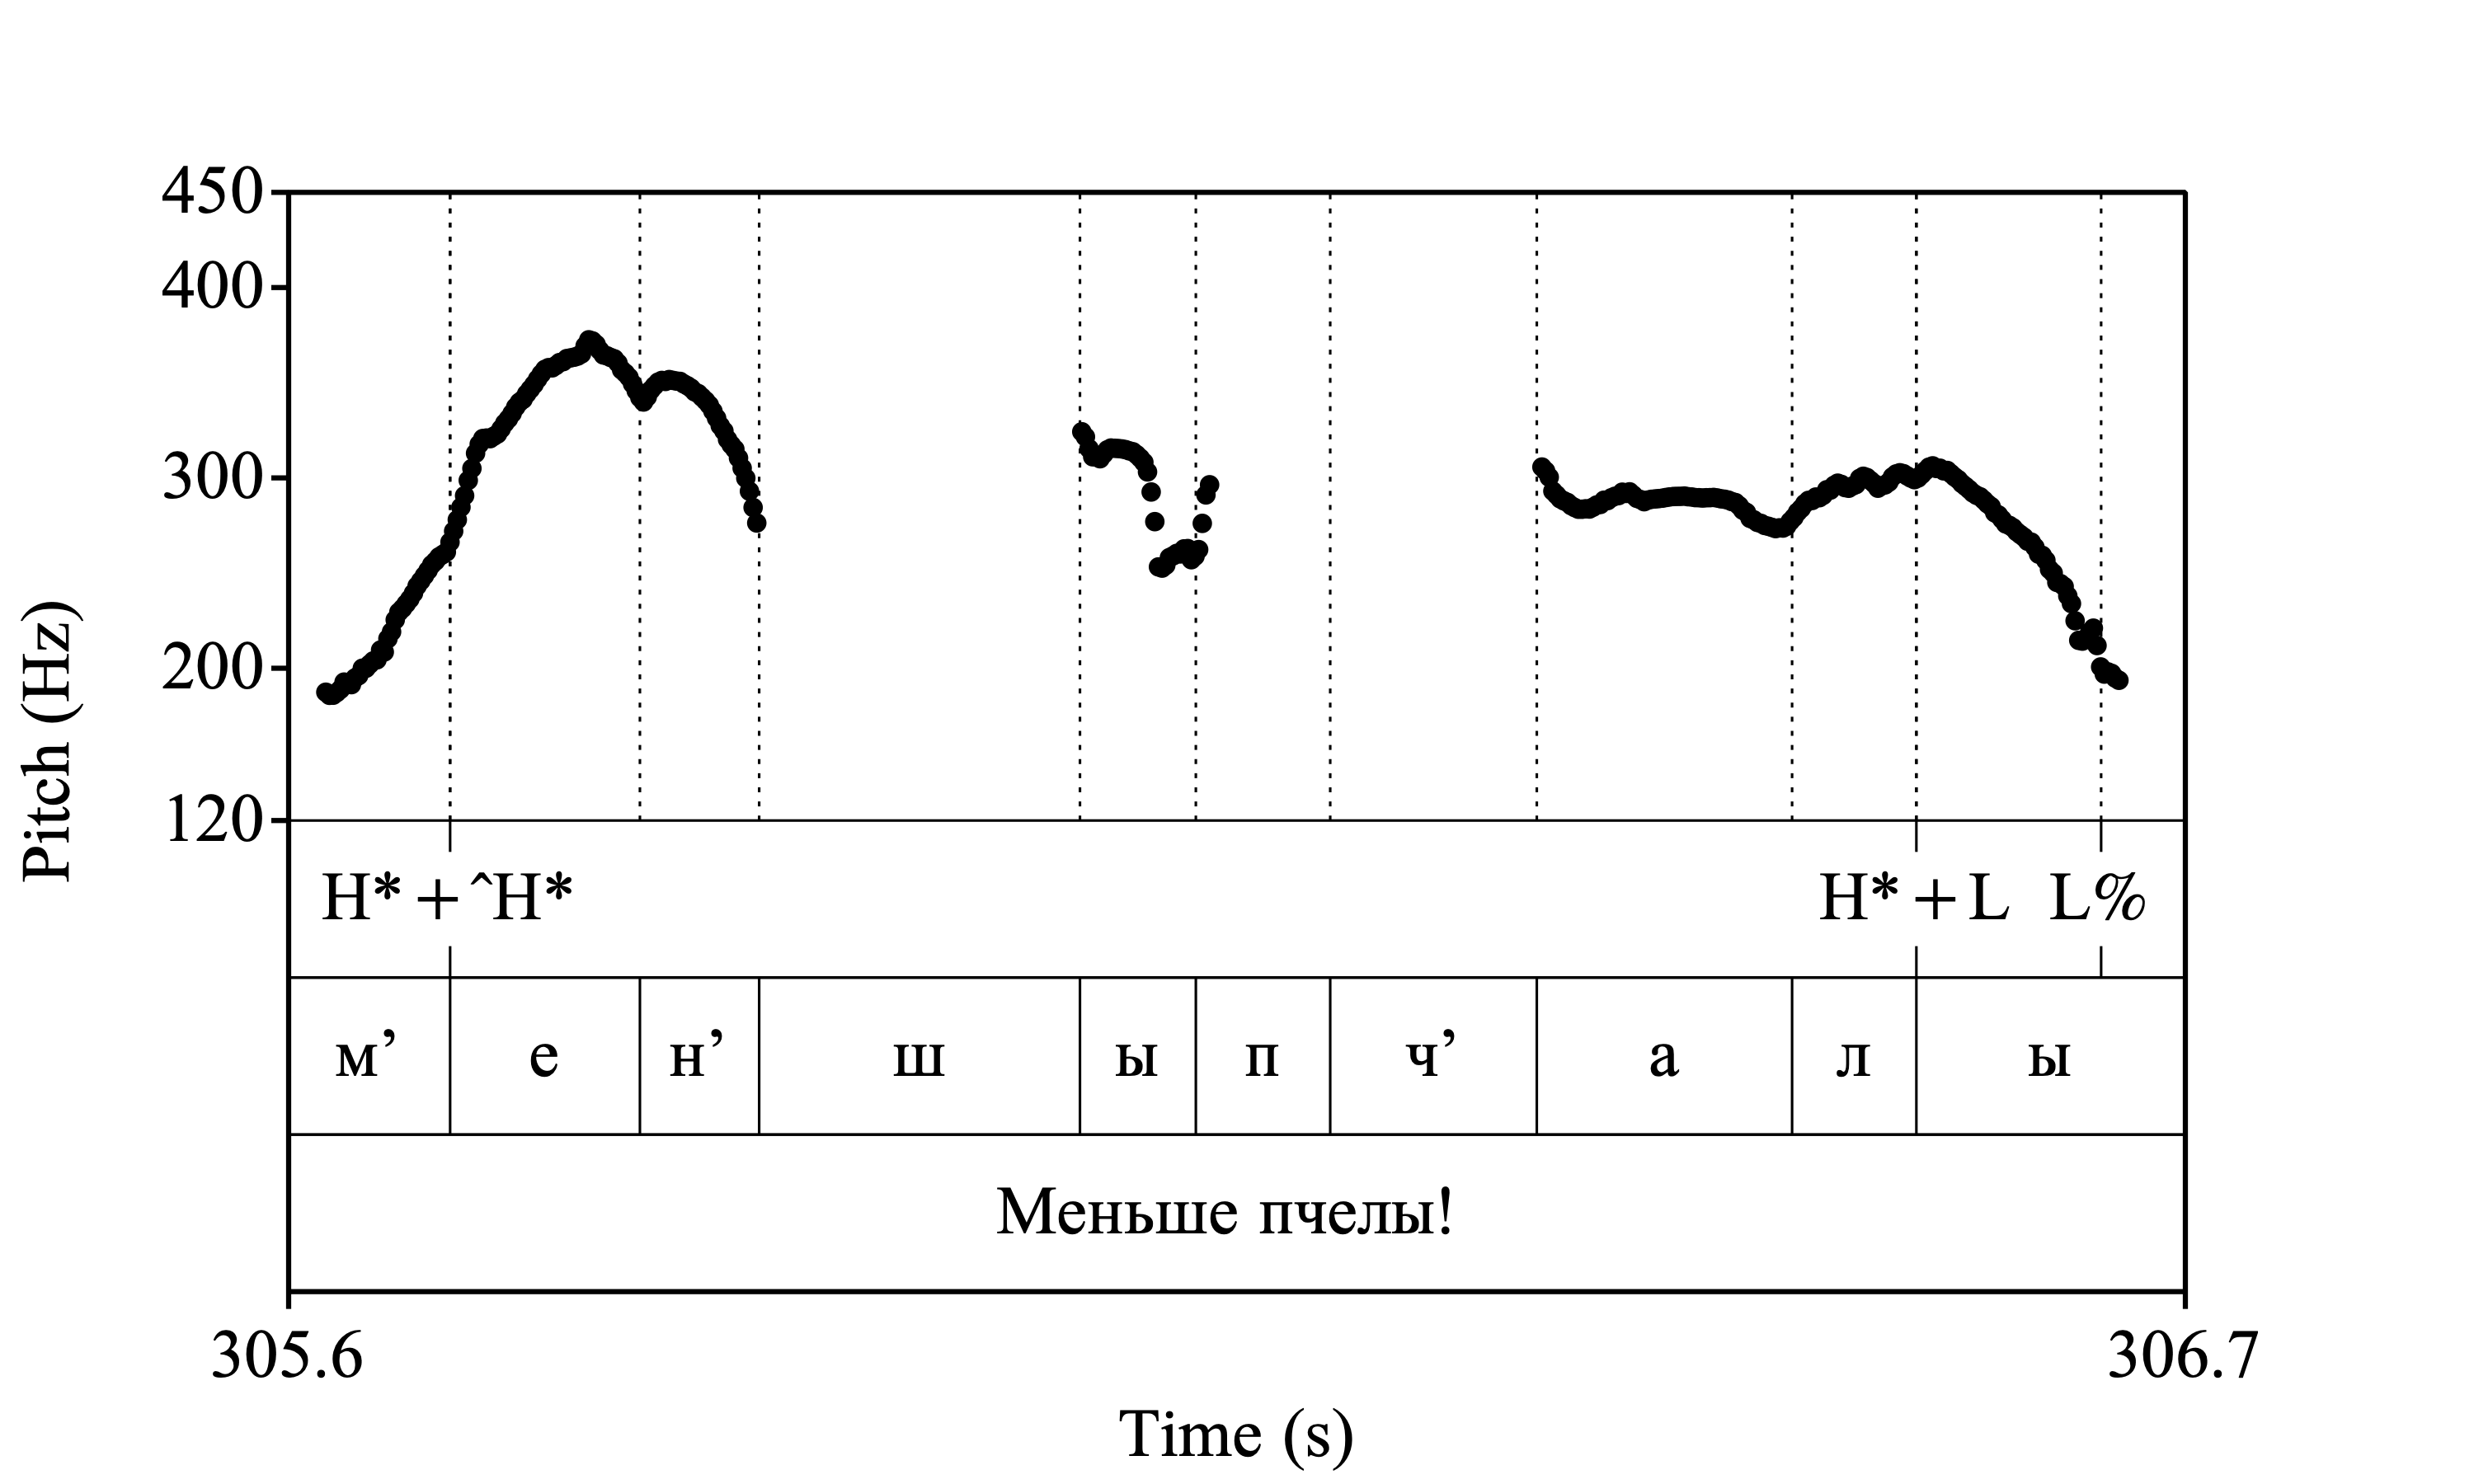 450
400
300
200
120
Pitch (Hz)
H*+^H* H*+L L%
м’ е н’ ш ы п ч’ а л ы
Меньше пчелы!
305.6 306.7
Time (s)